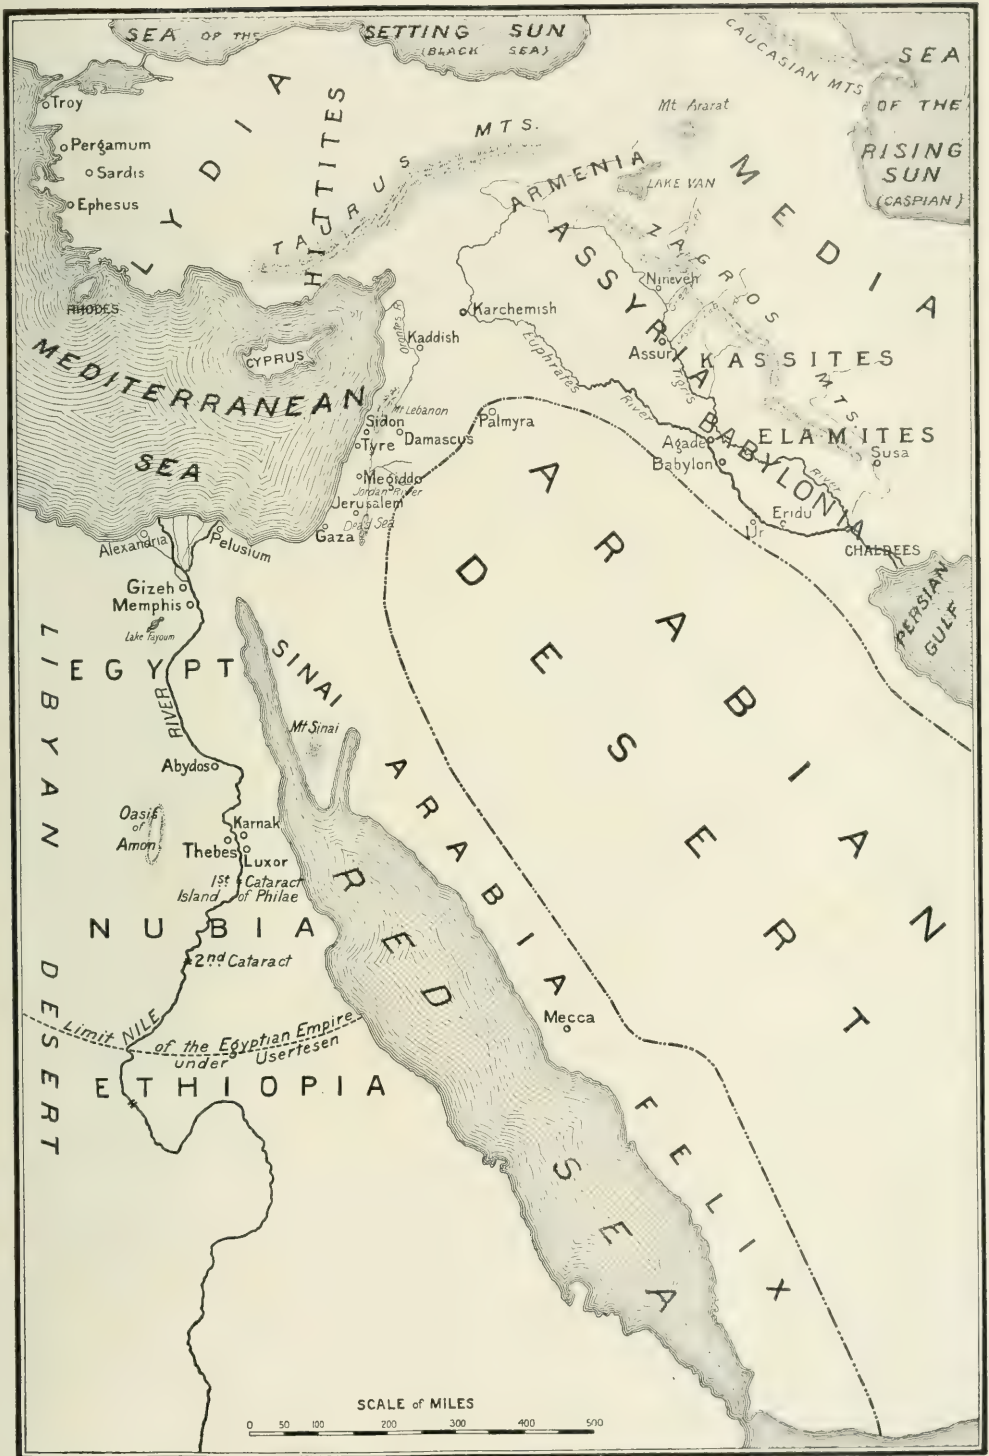 SEA OF THE SETTING SUN
(BLACK SEA)
CAUCASIAN MTS
SEA
OF THE
RISING
SUN
(CASPIAN)
Troy
Pergamum
Sardis
Ephesus
LYDIA
HITTITES
TARUS MTS.
Mt Ararat
ARMENIA
LAKE VAN
MEDIA
ASSYRIA
ZAGROS MTS
Nineveh
RHODES
CYPRUS
Karchemish
Orontes R.
Kaddish
Euphrates River
Assur
Tigris River
KASSITES
MEDITERRANEAN
SEA
Mt Lebanon
Sidon
Tyre
Damascus
Palmyra
BABYLONIA
Agade
Babylon
ELAMITES
Susa
Megiddo
Jordan River
Jerusalem
Dead Sea
Gaza
Eridu
Ur
CHALDEES
PERSIAN
GULF
Alexandria
Pelusium
Gizeh
Memphis
Lake Fayoum
EGYPT
SINAI
Mt Sinai
ARABIAN
DESERT
LIBYAN DESERT
RIVER NILE
Abydos
Oasis
of
Amon
Karnak
Thebes
Luxor
1st Cataract
Island of Philae
NUBIA
2nd Cataract
RED SEA
ARABIA FELIX
Mecca
Limit of the Egyptian Empire
under Usertesen
ETHIOPIA
SCALE of MILES
0 50 100 200 300 400 500